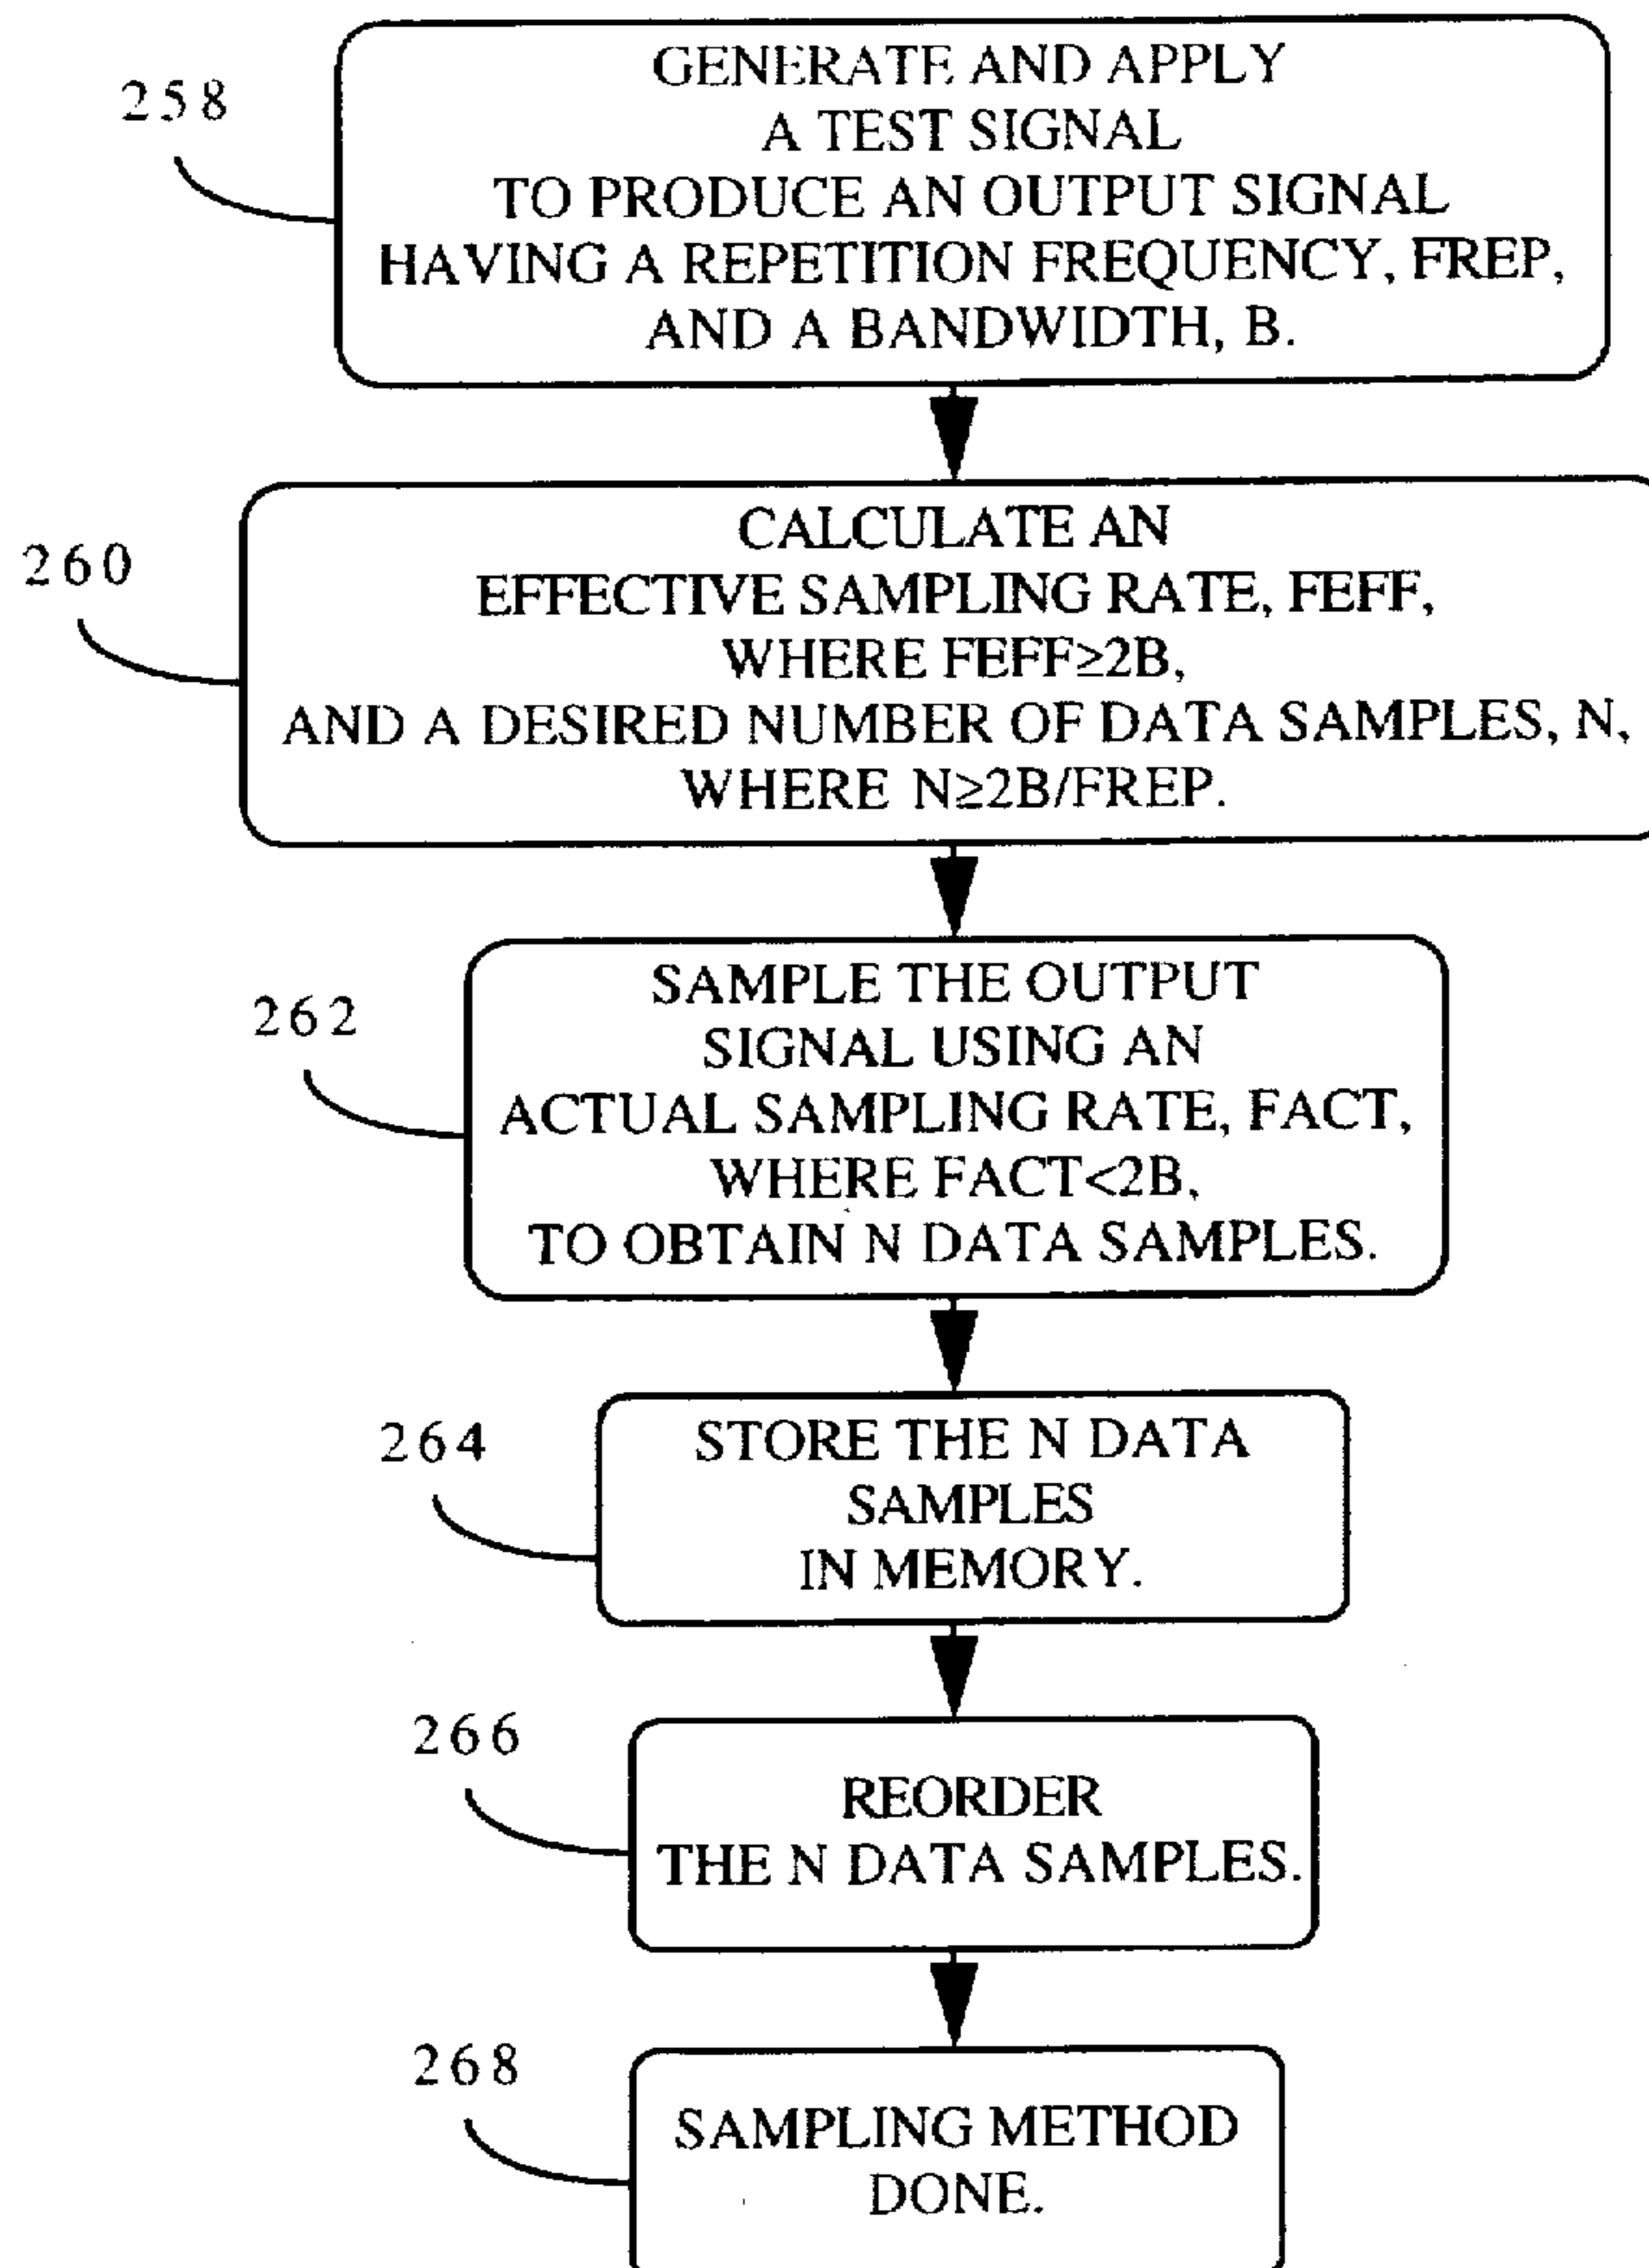 258
GENERATE AND APPLY
A TEST SIGNAL
TO PRODUCE AN OUTPUT SIGNAL
HAVING A REPETITION FREQUENCY, FREP,
AND A BANDWIDTH, B.
260
CALCULATE AN
EFFECTIVE SAMPLING RATE, FEFF,
WHERE FEFF≥2B,
AND A DESIRED NUMBER OF DATA SAMPLES, N,
WHERE N≥2B/FREP.
262
SAMPLE THE OUTPUT
SIGNAL USING AN
ACTUAL SAMPLING RATE, FACT,
WHERE FACT<2B,
TO OBTAIN N DATA SAMPLES.
264
STORE THE N DATA
SAMPLES
IN MEMORY.
266
REORDER
THE N DATA SAMPLES.
268
SAMPLING METHOD
DONE.